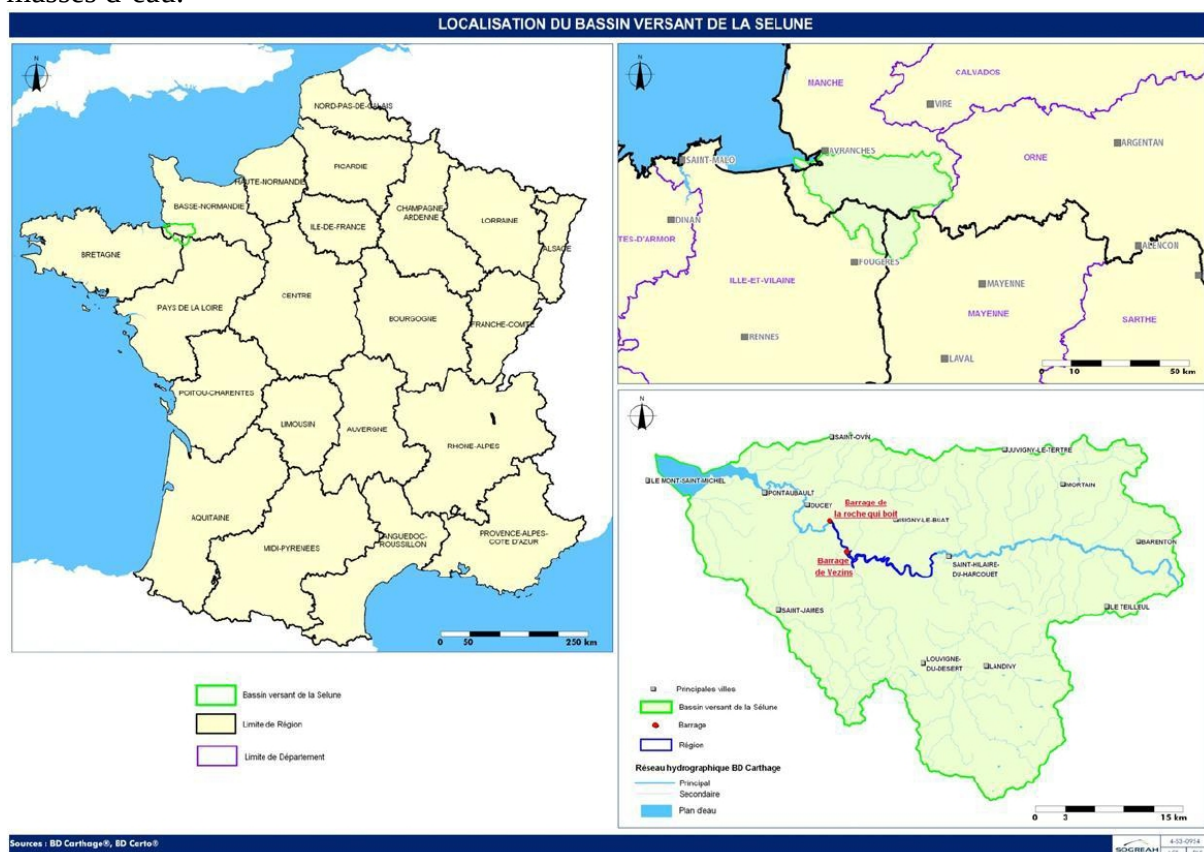 masses d'eau.
LOCALISATION DU BASSIN VERSANT DE LA SELUNE
N
NORD-PAS-DE-CALAIS
PICARDIE
HAUTE-NORMANDIE
BASSE-NORMANDIE
CHAMPAGNE
ARDENNE
ILE-DE-FRANCE
LORRAINE
ALSACE
BRETAGNE
PAYS DE LA LOIRE
CENTRE
BOURGOGNE
FRANCHE-COMTE
POITOU-CHARENTES
LIMOUSIN
AUVERGNE
RHONE-ALPES
AQUITAINE
MIDI-PYRENEES
LANGUEDOC-
ROUSSILLON
PROVENCE-ALPES-
COTE D'AZUR
0 50 250 km
Bassin versant de la Selune
Limite de Région
Limite de Département
N
MANCHE
CALVADOS
VIRE
AVRANCHES
ARGENTAN
SAINT-MALO
ORNE
DINAN
TES-D'ARMOR
ALENCON
FOUGERES
ILLE-ET-VILAINE
MAYENNE
MAYENNE
SARTHE
RENNES
LAVAL
0 10 50 km
N
SAINT-OVIN
JUVIGNY-LE-TERTRE
LE MONT-SAINT-MICHEL
MORTAIN
PONTAUBAULT
DUCEY
Barrage de
la roche qui boit
BARENTON
Barrage
de Vezins
SAINT-HILAIRE-
DU-HARCOUET
SAINT-JAMES
LE TEILLEUL
LOUVIGNE-
DU-DESERT
LANDIVY
Principales villes
Bassin versant de la Sélune
Barrage
Région
Réseau hydrographique BD Carthage
Principal
Secondaire
Plan d'eau
0 3 15 km
Sources : BD Carthage®, BD Certo®
SOGREAH
4-53-0954